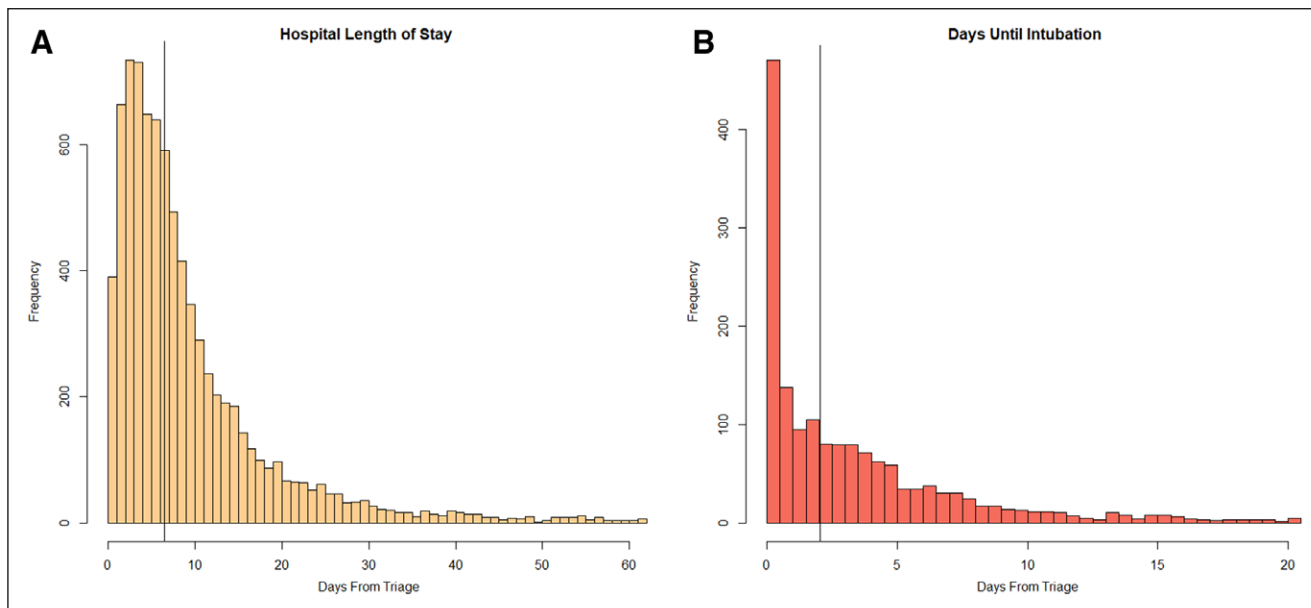 A
Hospital Length of Stay
Frequency
0
200
400
600
0 10 20 30 40 50 60
Days From Triage
B
Days Until Intubation
Frequency
0
100
200
300
400
0 5 10 15 20
Days From Triage